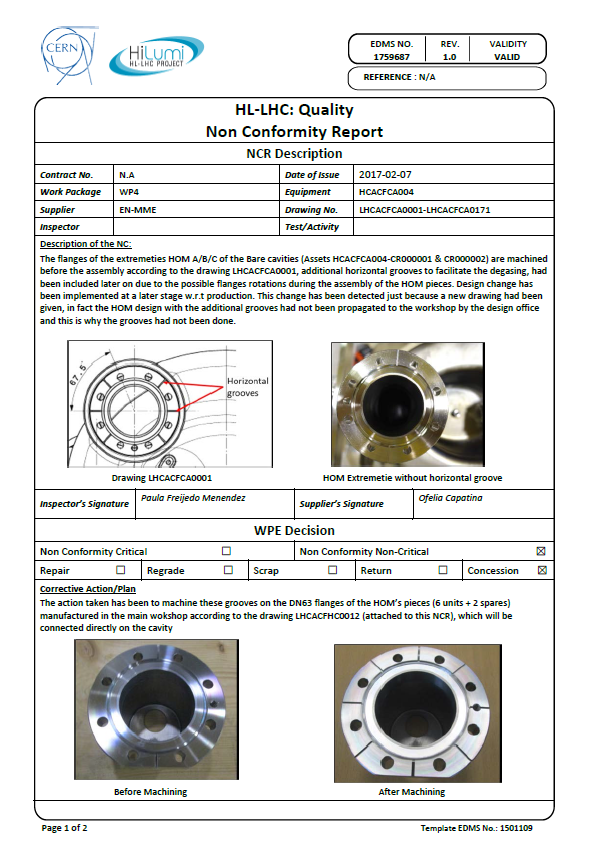 CERN
HiLumi
HL-LHC PROJECT
EDMS NO. REV. VALIDITY
1759687 1.0 VALID
REFERENCE : N/A
HL-LHC: Quality
Non Conformity Report
NCR Description
Contract No. N.A Date of Issue 2017-02-07
Work Package WP4 Equipment HCACFCA004
Supplier EN-MME Drawing No. LHCACFCA0001-LHCACFCA0171
Inspector Test/Activity
Description of the NC:
The flanges of the extremeties HOM A/B/C of the Bare cavities (Assets HCACFCA004-CR000001 & CR000002) are machined
before the assembly according to the drawing LHCACFCA0001, additional horizontal grooves to facilitate the degasing, had
been included later on due to the possible flanges rotations during the assembly of the HOM pieces. Design change has
been implemented at a later stage w.r.t production. This change has been detected just because a new drawing had been
given, in fact the HOM design with the additional grooves had not been propagated to the workshop by the design office
and this is why the grooves had not been done.
67.5°
Horizontal
grooves
Drawing LHCACFCA0001 HOM Extremetie without horizontal groove
Inspector's Signature Paula Freijedo Menendez Supplier's Signature Ofelia Capatina
WPE Decision
Non Conformity Critical ☐ Non Conformity Non-Critical ☒
Repair ☐ Regrade ☐ Scrap ☐ Return ☐ Concession ☒
Corrective Action/Plan
The action taken has been to machine these grooves on the DN63 flanges of the HOM's pieces (6 units + 2 spares)
manufactured in the main wokshop according to the drawing LHCACFHC0012 (attached to this NCR), which will be
connected directly on the cavity
Before Machining After Machining
Page 1 of 2 Template EDMS No.: 1501109